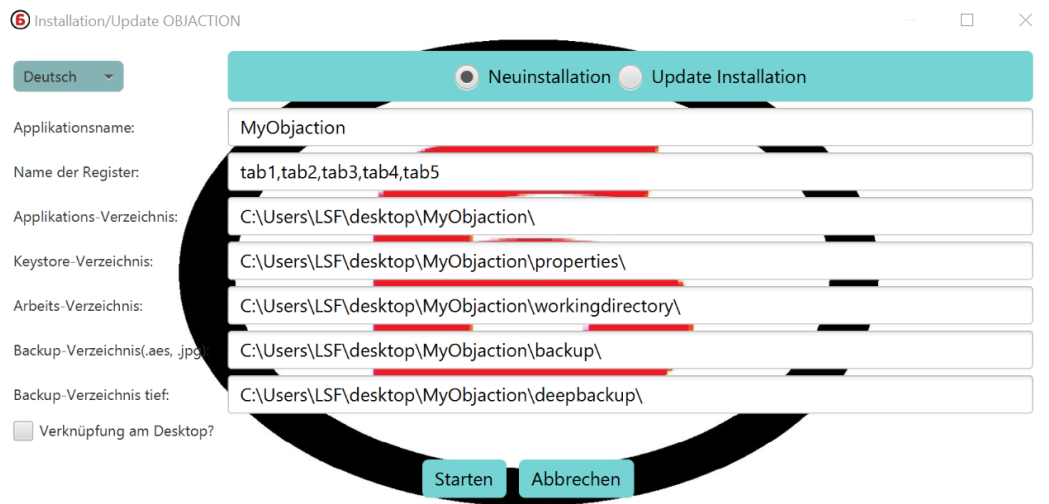 Installation/Update OBJACTION
Deutsch
Neuinstallation Update Installation
Applikationsname: MyObjaction
Name der Register: tab1,tab2,tab3,tab4,tab5
Applikations-Verzeichnis: C:\Users\LSF\desktop\MyObjaction\
Keystore-Verzeichnis: C:\Users\LSF\desktop\MyObjaction\properties\
Arbeits-Verzeichnis: C:\Users\LSF\desktop\MyObjaction\workingdirectory\
Backup-Verzeichnis(.aes, .jpg): C:\Users\LSF\desktop\MyObjaction\backup\
Backup-Verzeichnis tief: C:\Users\LSF\desktop\MyObjaction\deepbackup\
Verknüpfung am Desktop?
Starten Abbrechen